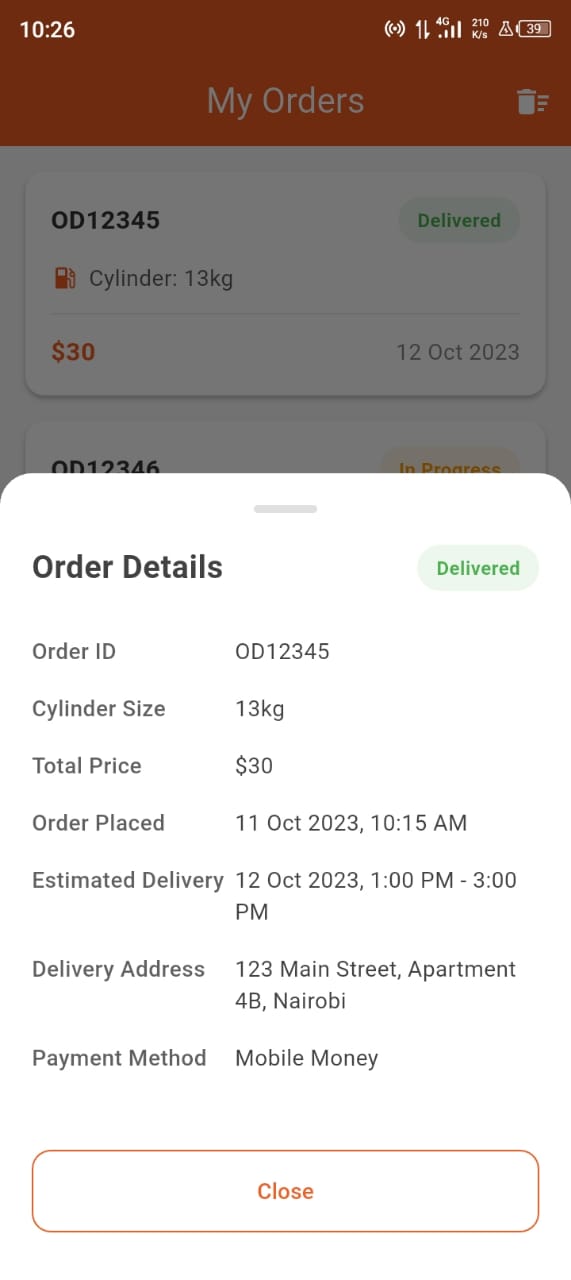 10:26
4G
210
K/s
39
My Orders
OD12345
Delivered
Cylinder: 13kg
$30
12 Oct 2023
OD12346
In Progress
Order Details
Delivered
Order ID
OD12345
Cylinder Size
13kg
Total Price
$30
Order Placed
11 Oct 2023, 10:15 AM
Estimated Delivery
12 Oct 2023, 1:00 PM - 3:00
PM
Delivery Address
123 Main Street, Apartment
4B, Nairobi
Payment Method
Mobile Money
Close